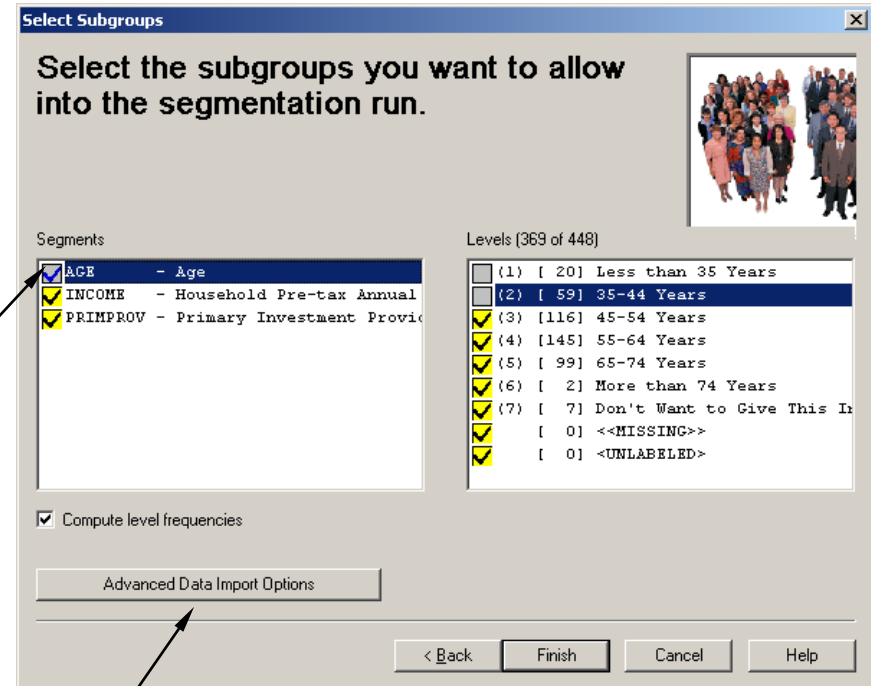 Select Subgroups
Select the subgroups you want to allow
into the segmentation run.
Segments
AGE - Age
INCOME - Household Pre-tax Annual
PRIMPROV - Primary Investment Provid
Levels (369 of 448)
(1) [ 20] Less than 35 Years
(2) [ 59] 35-44 Years
(3) [116] 45-54 Years
(4) [145] 55-64 Years
(5) [ 99] 65-74 Years
(6) [ 2] More than 74 Years
(7) [ 7] Don't Want to Give This In
[ 0] <<MISSING>>
[ 0] <UNLABELED>
Compute level frequencies
Advanced Data Import Options
< Back
Finish
Cancel
Help